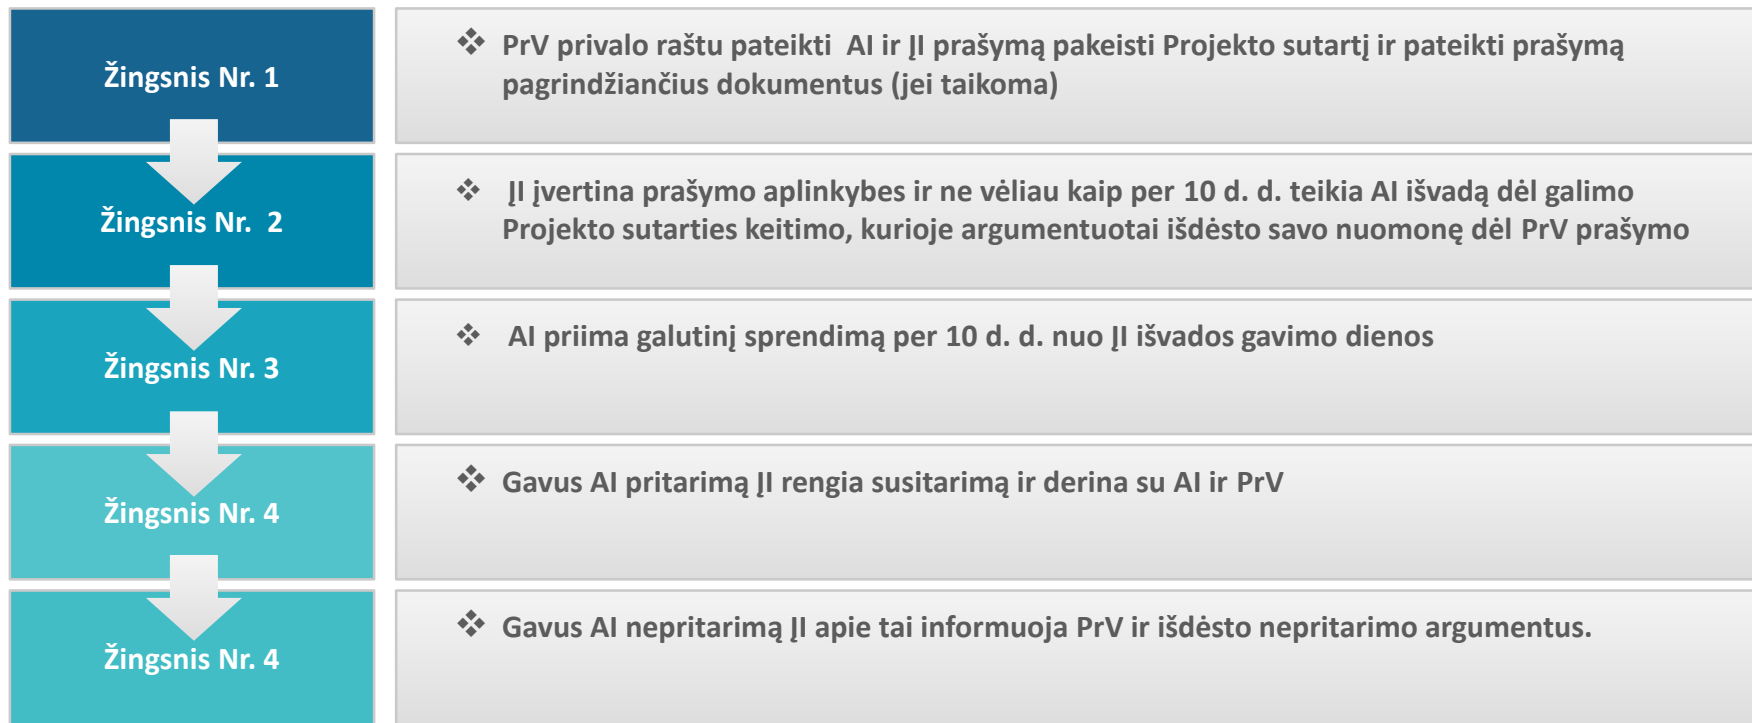 Žingsnis Nr. 1
❖ PrV privalo raštu pateikti AI ir ĮI prašymą pakeisti Projekto sutartį ir pateikti prašymą
pagrindžiančius dokumentus (jei taikoma)
Žingsnis Nr. 2
❖ ĮI įvertina prašymo aplinkybes ir ne vėliau kaip per 10 d. d. teikia AI išvadą dėl galimo
Projekto sutarties keitimo, kurioje argumentuotai išdėsto savo nuomonę dėl PrV prašymo
Žingsnis Nr. 3
❖ AI priima galutinį sprendimą per 10 d. d. nuo ĮI išvados gavimo dienos
Žingsnis Nr. 4
❖ Gavus AI pritarimą ĮI rengia susitarimą ir derina su AI ir PrV
Žingsnis Nr. 4
❖ Gavus AI nepritarimą ĮI apie tai informuoja PrV ir išdėsto nepritarimo argumentus.